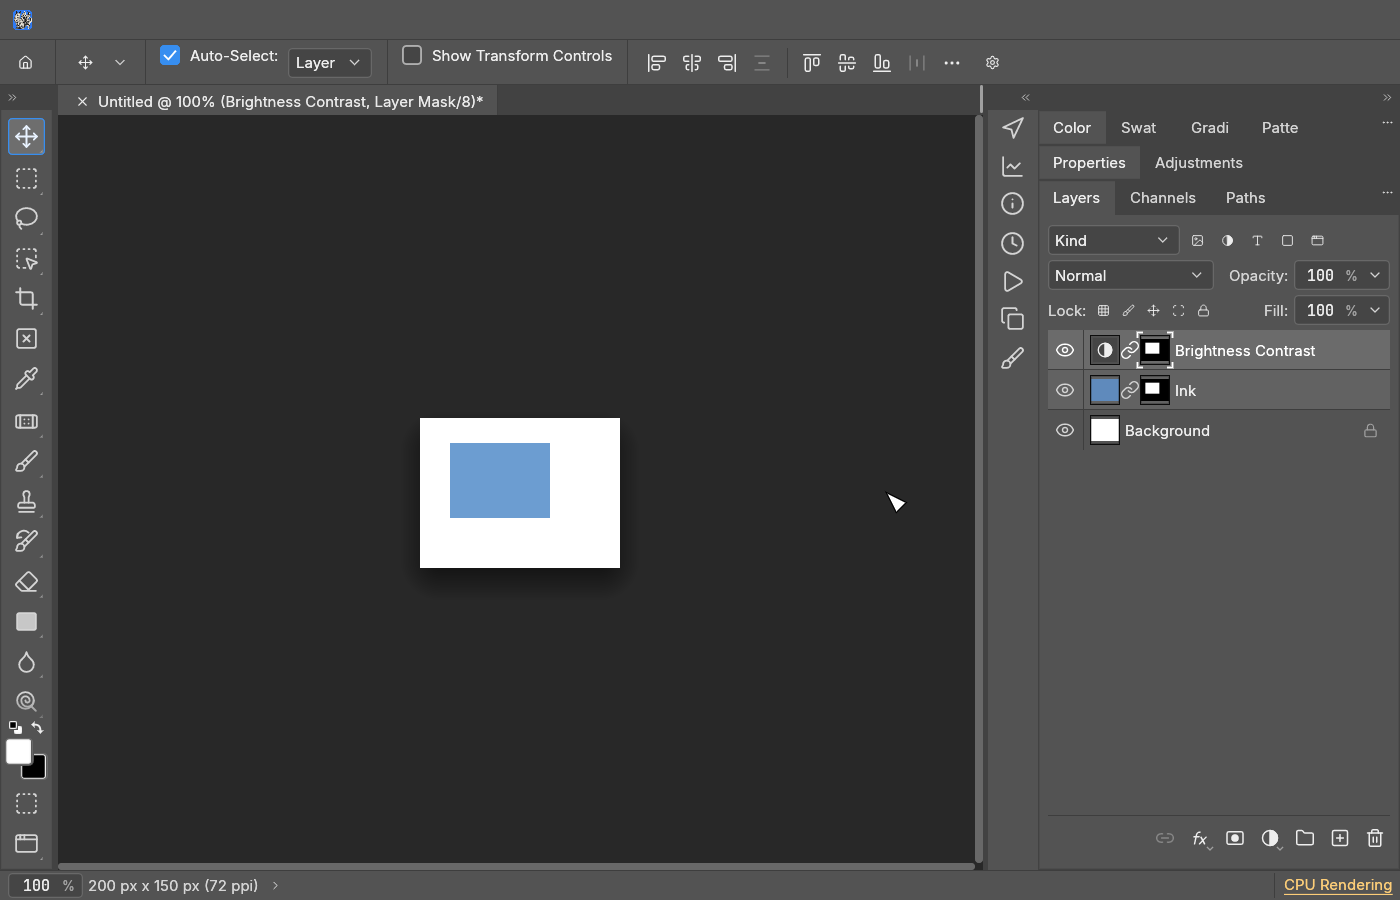 Auto-Select:
Layer
Show Transform Controls
Untitled @ 100% (Brightness Contrast, Layer Mask/8)*
Color
Swat
Gradi
Patte
Properties
Adjustments
Layers
Channels
Paths
Kind
Normal
Opacity: 100 %
Lock:
Fill: 100 %
Brightness Contrast
Ink
Background
fx
100 %
200 px x 150 px (72 ppi)
CPU Rendering